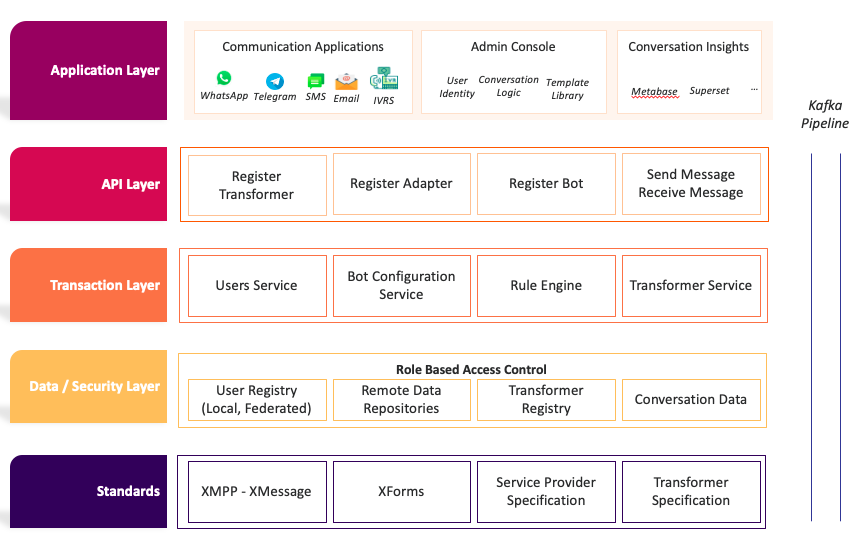 Application Layer
Communication Applications
WhatsApp
Telegram
SMS
Email
IVR
IVRS
Admin Console
User
Identity
Conversation
Logic
Template
Library
Conversation Insights
Metabase
Superset
...
Kafka
Pipeline
API Layer
Register
Transformer
Register Adapter
Register Bot
Send Message
Receive Message
Transaction Layer
Users Service
Bot Configuration
Service
Rule Engine
Transformer Service
Data / Security Layer
Role Based Access Control
User Registry
(Local, Federated)
Remote Data
Repositories
Transformer
Registry
Conversation Data
Standards
XMPP - XMessage
XForms
Service Provider
Specification
Transformer
Specification